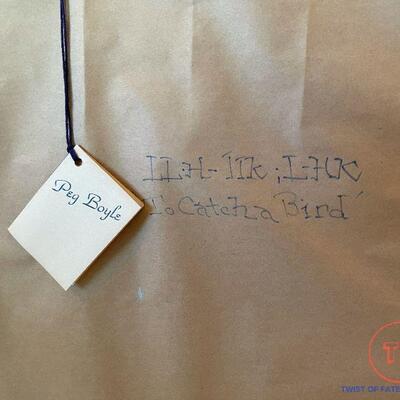 Peg Boyle
'To Catch a Bird'
T
TWIST OF FATE